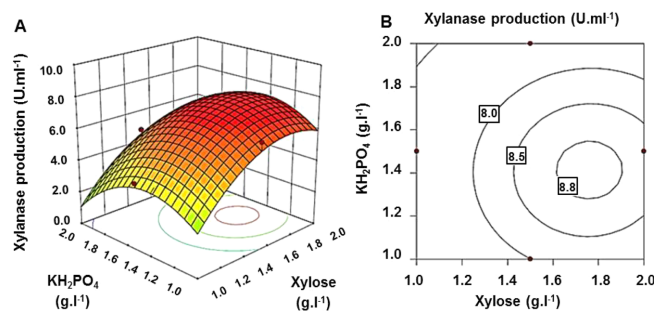 A
Xylanase production (U.ml-1)
10.0
8.0
6.0
4.0
2.0
0.0
2.0
1.8
1.6
1.4
1.2
1.0
KH2PO4
(g.l-1)
1.0
1.2
1.4
1.6
1.8
2.0
Xylose
(g.l-1)
B
Xylanase production (U.ml-1)
KH2PO4 (g.l-1)
2.0
1.8
1.6
1.4
1.2
1.0
8.0
8.5
8.8
1.0 1.2 1.4 1.6 1.8 2.0
Xylose (g.l-1)